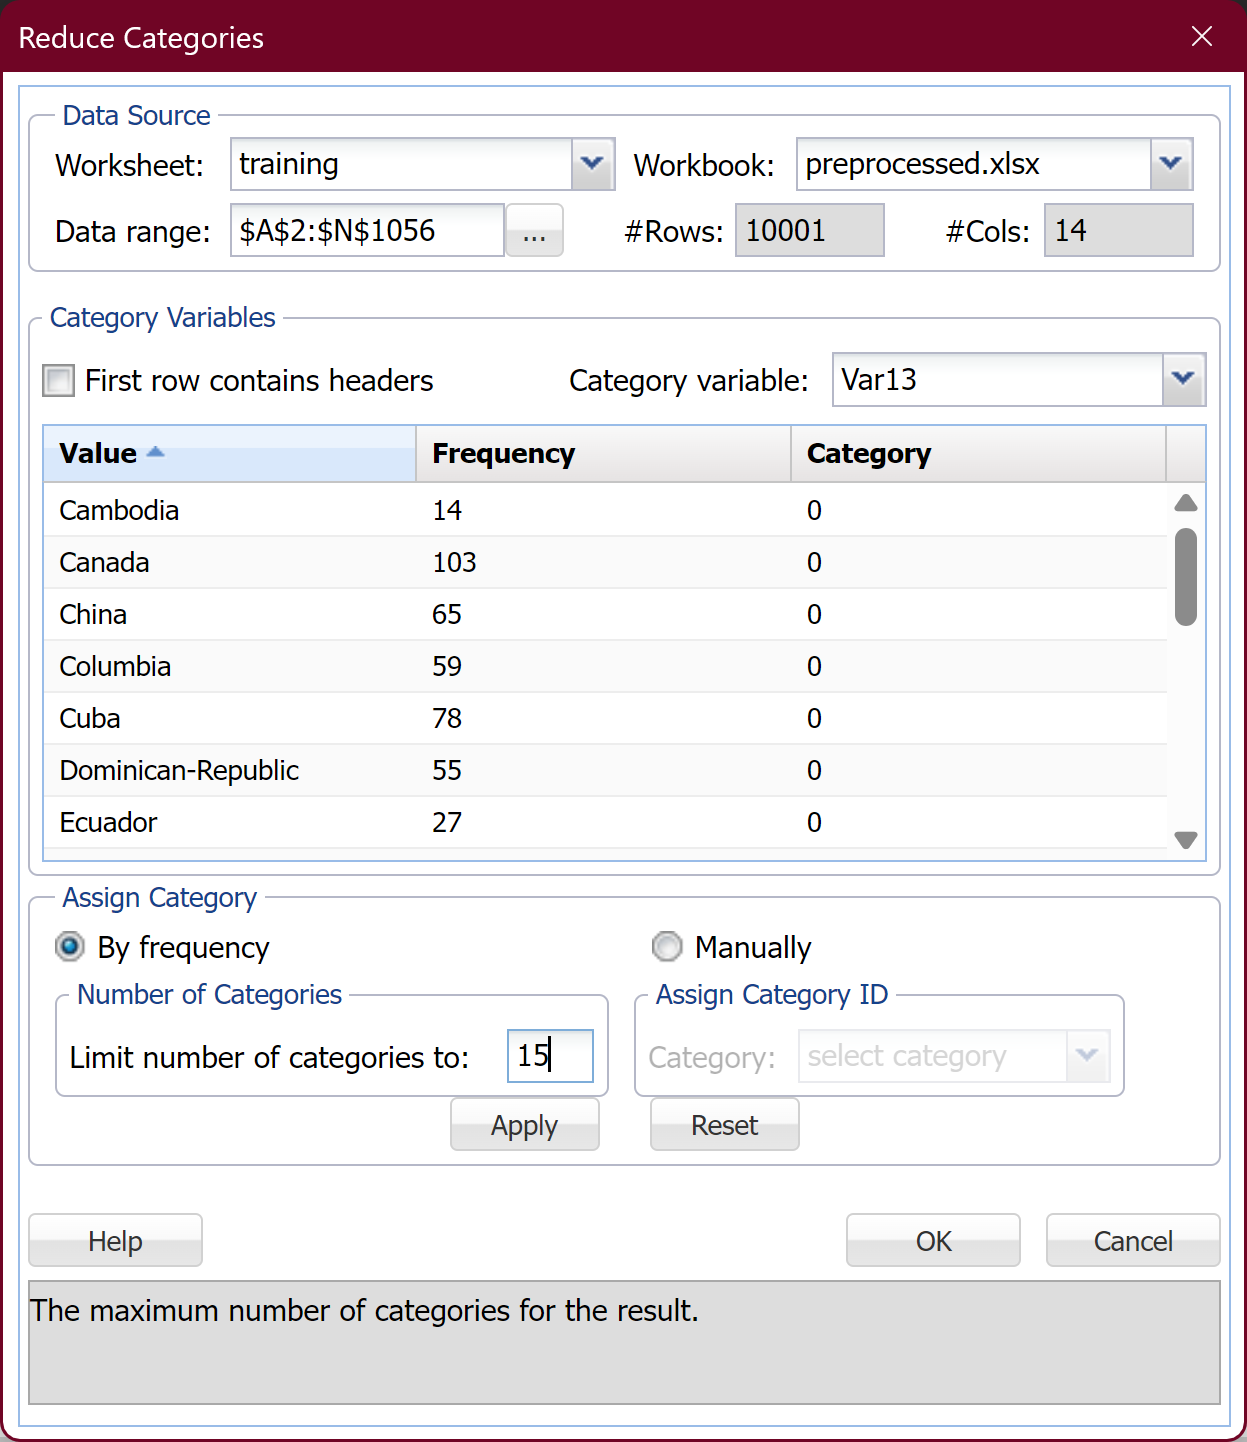 Reduce Categories
Data Source
Worksheet: training Workbook: preprocessed.xlsx
Data range: $A$2:$N$1056 ... #Rows: 10001 #Cols: 14
Category Variables
First row contains headers Category variable: Var13
Value Frequency Category
Cambodia 14 0
Canada 103 0
China 65 0
Columbia 59 0
Cuba 78 0
Dominican-Republic 55 0
Ecuador 27 0
Assign Category
By frequency Manually
Number of Categories Assign Category ID
Limit number of categories to: 15 Category: select category
Apply Reset
Help OK Cancel
The maximum number of categories for the result.